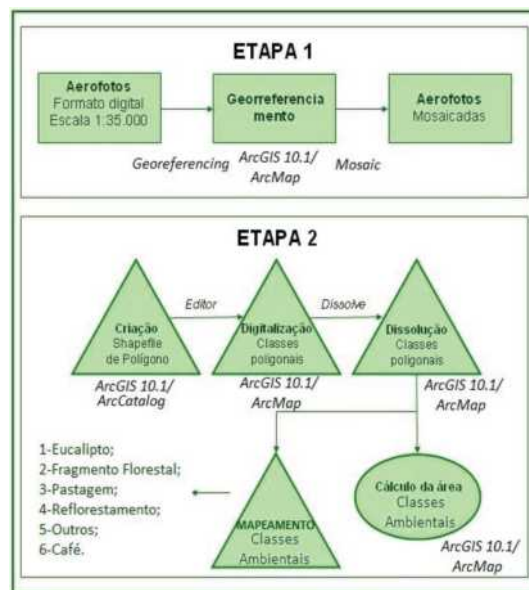 ETAPA 1
Aerofotos
Formato digital
Escala 1:35.000
Georreferencia
mento
Aerofotos
Mosaicadas
Georeferencing
ArcGIS 10.1/
ArcMap
Mosaic
ETAPA 2
Editor
Dissolve
Criação
Shapefile
de Polígono
Digitalização
Classes
poligonais
Dissolução
Classes
poligonais
ArcGIS 10.1/
ArcCatalog
ArcGIS 10.1/
ArcMap
ArcGIS 10.1/
ArcMap
1-Eucalipto;
2-Fragmento Florestal;
3-Pastagem;
4-Reflorestamento;
5-Outros;
6-Café.
MAPEAMENTO
Classes
Ambientais
Cálculo da área
Classes
Ambientais
ArcGIS 10.1/
ArcMap